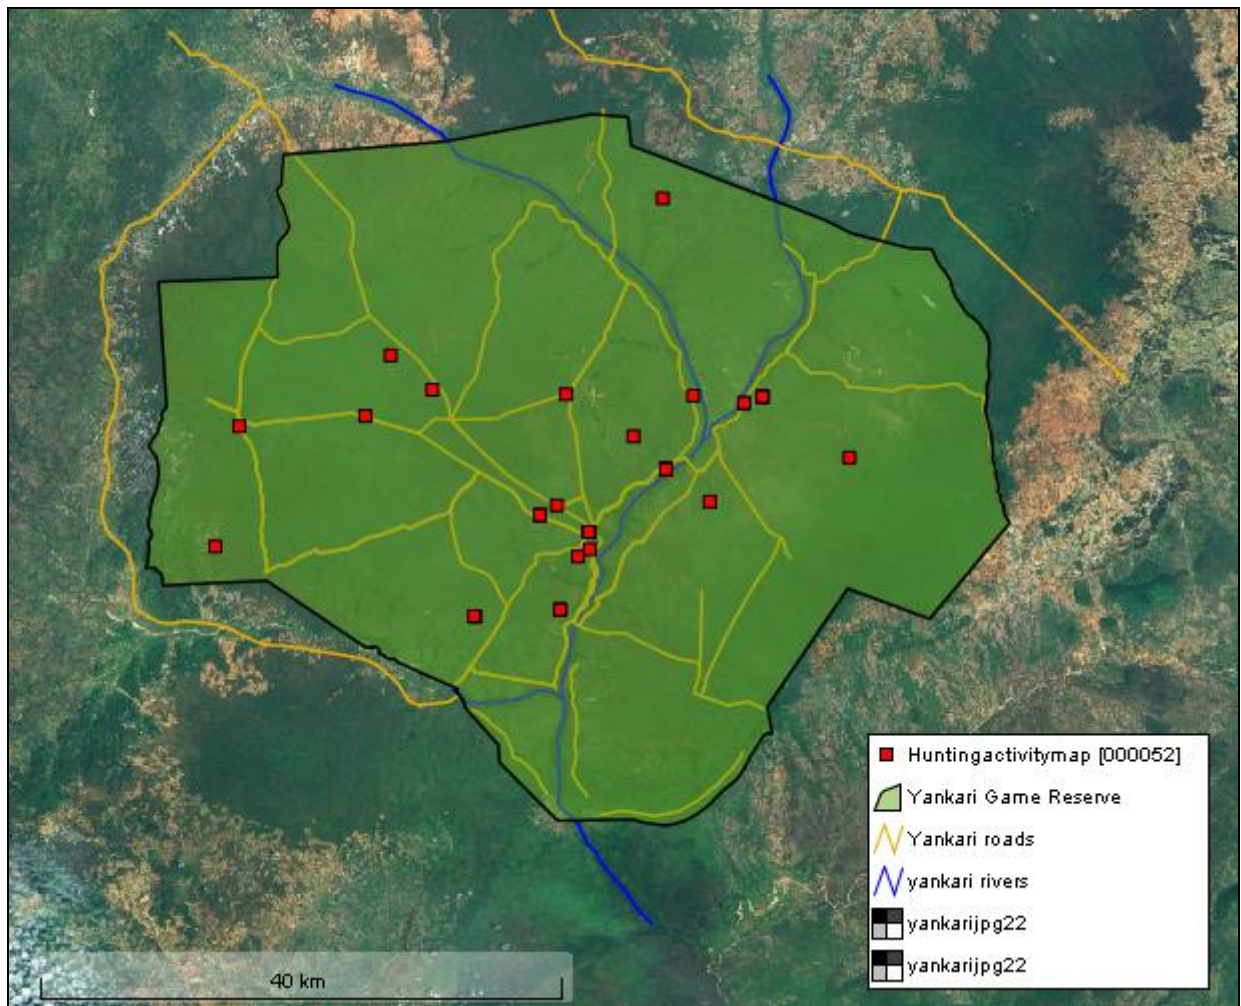 Huntingactivitymap [000052]
Yankari Game Reserve
Yankari roads
yankari rivers
yankarijpg22
yankarijpg22
40 km